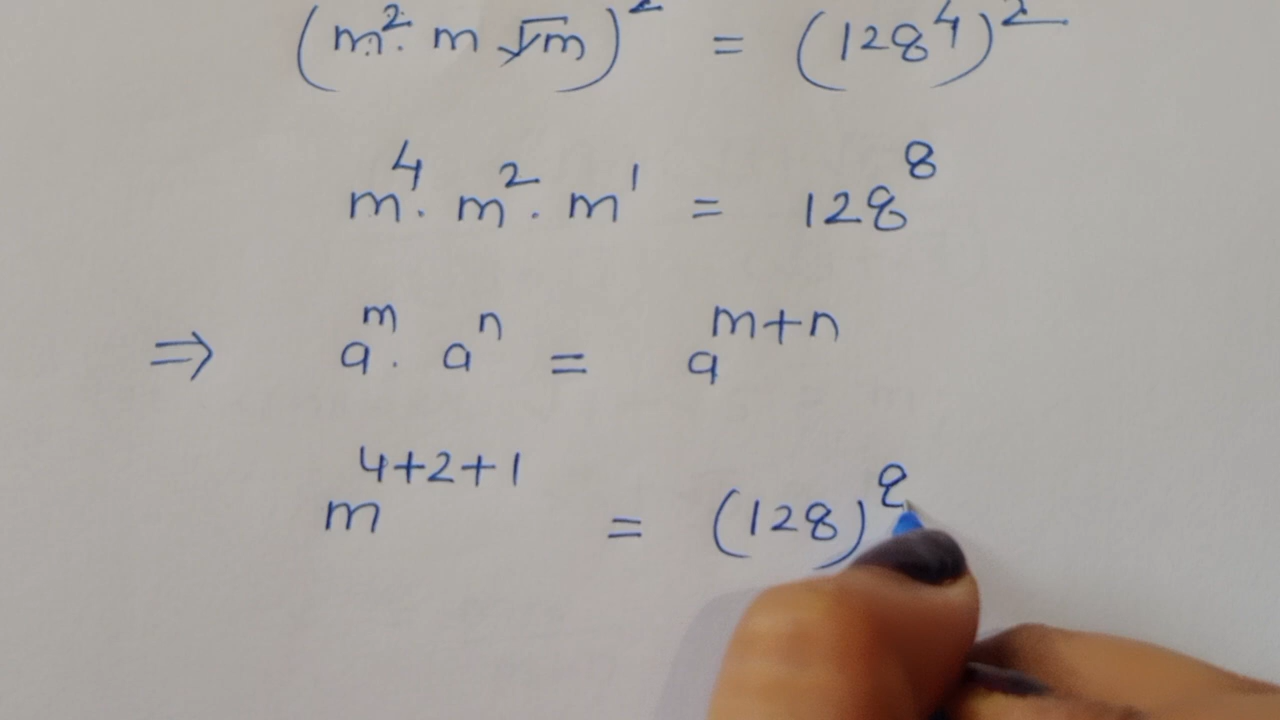 (m². m √m)² = (128⁴)²
m⁴. m². m¹ = 128⁸
⇒ aᵐ. aⁿ = aᵐ⁺ⁿ
m⁴⁺²⁺¹ = (128)⁸